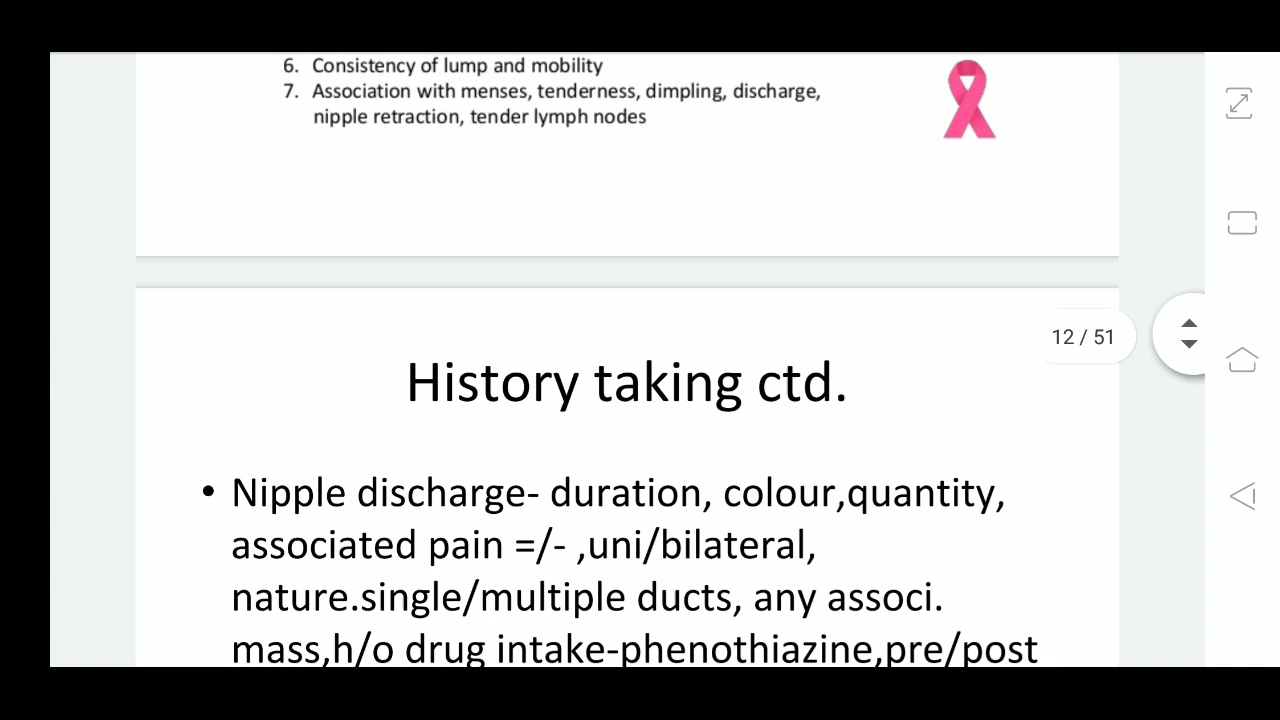 6. Consistency of lump and mobility
7. Association with menses, tenderness, dimpling, discharge,
nipple retraction, tender lymph nodes
12 / 51
History taking ctd.
• Nipple discharge- duration, colour,quantity,
associated pain =/- ,uni/bilateral,
nature.single/multiple ducts, any associ.
mass,h/o drug intake-phenothiazine,pre/post